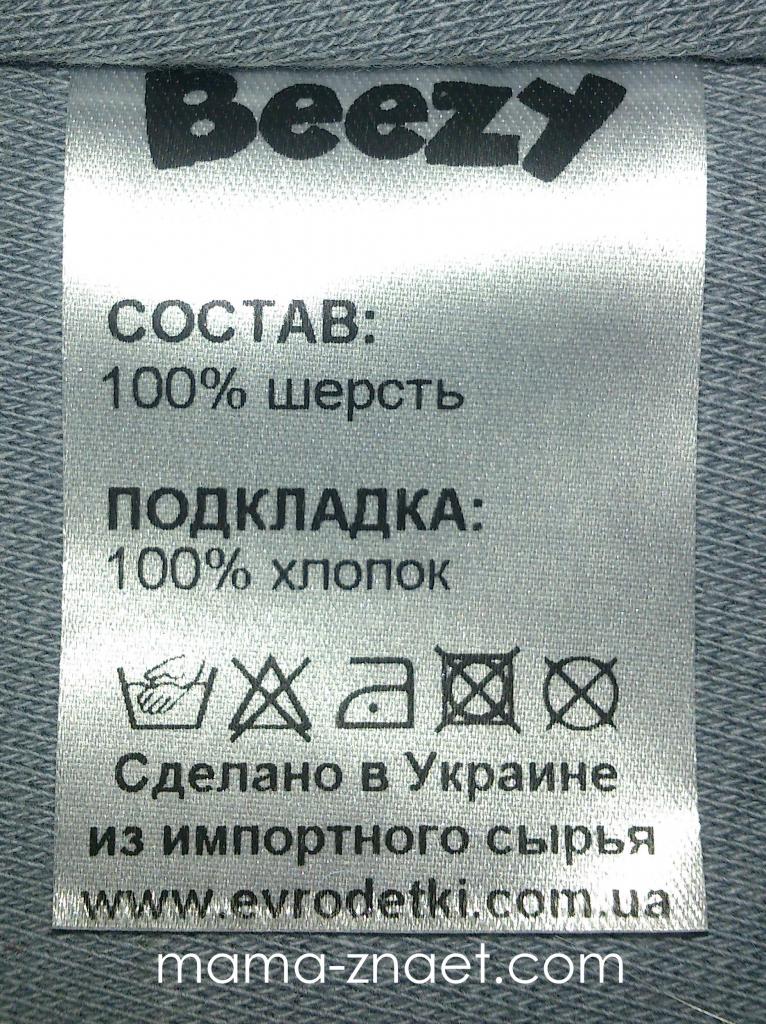 Beezy
СОСТАВ:
100% шерсть
ПОДКЛАДКА:
100% хлопок
Сделано в Украине
из импортного сырья
www.evrodetki.com.ua
mama-znaet.com